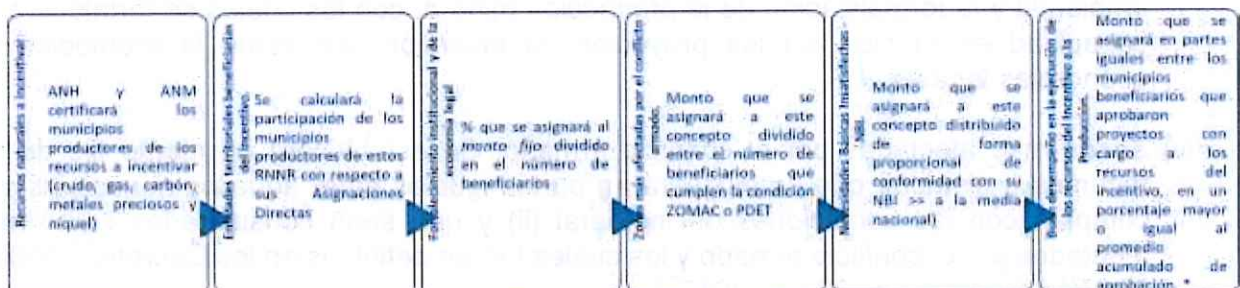 Recursos naturales a incentivar
ANH y ANM
certificará los
municipios
productores de los
recursos a incentivar
(crudo, gas, carbón,
metales preciosos y
níquel)
Entidades territoriales beneficiarias
del Incentivo
Se calculará la
participación de los
municipios
productores de estos
RNNR con respecto a
sus Asignaciones
Directas
Fortalecimiento institucional y de la
economía legal
% que se asignará al
monto fijo dividido
en el número de
beneficiarios
Zonas afectadas por el conflicto
armado.
Monto que se
asignará a este
concepto dividido
entre el número de
beneficiarios que
cumplen la condición
ZOMAC o PDET
Necesidades Básicas Insatisfechas -
NBI.
Monto que se
asignará a este
concepto distribuido
de forma
proporcional de
conformidad con su
NBI >> a la media
nacional)
Buen desempeño en la ejecución de
los recursos del Incentivo a la
Producción.
Monto que se
asignará en partes
iguales entre los
municipios
beneficiarios que
aprobaron
proyectos con
cargo a los
recursos del
incentivo, en un
porcentaje mayor
o igual al
promedio
acumulado de
aprobación. *